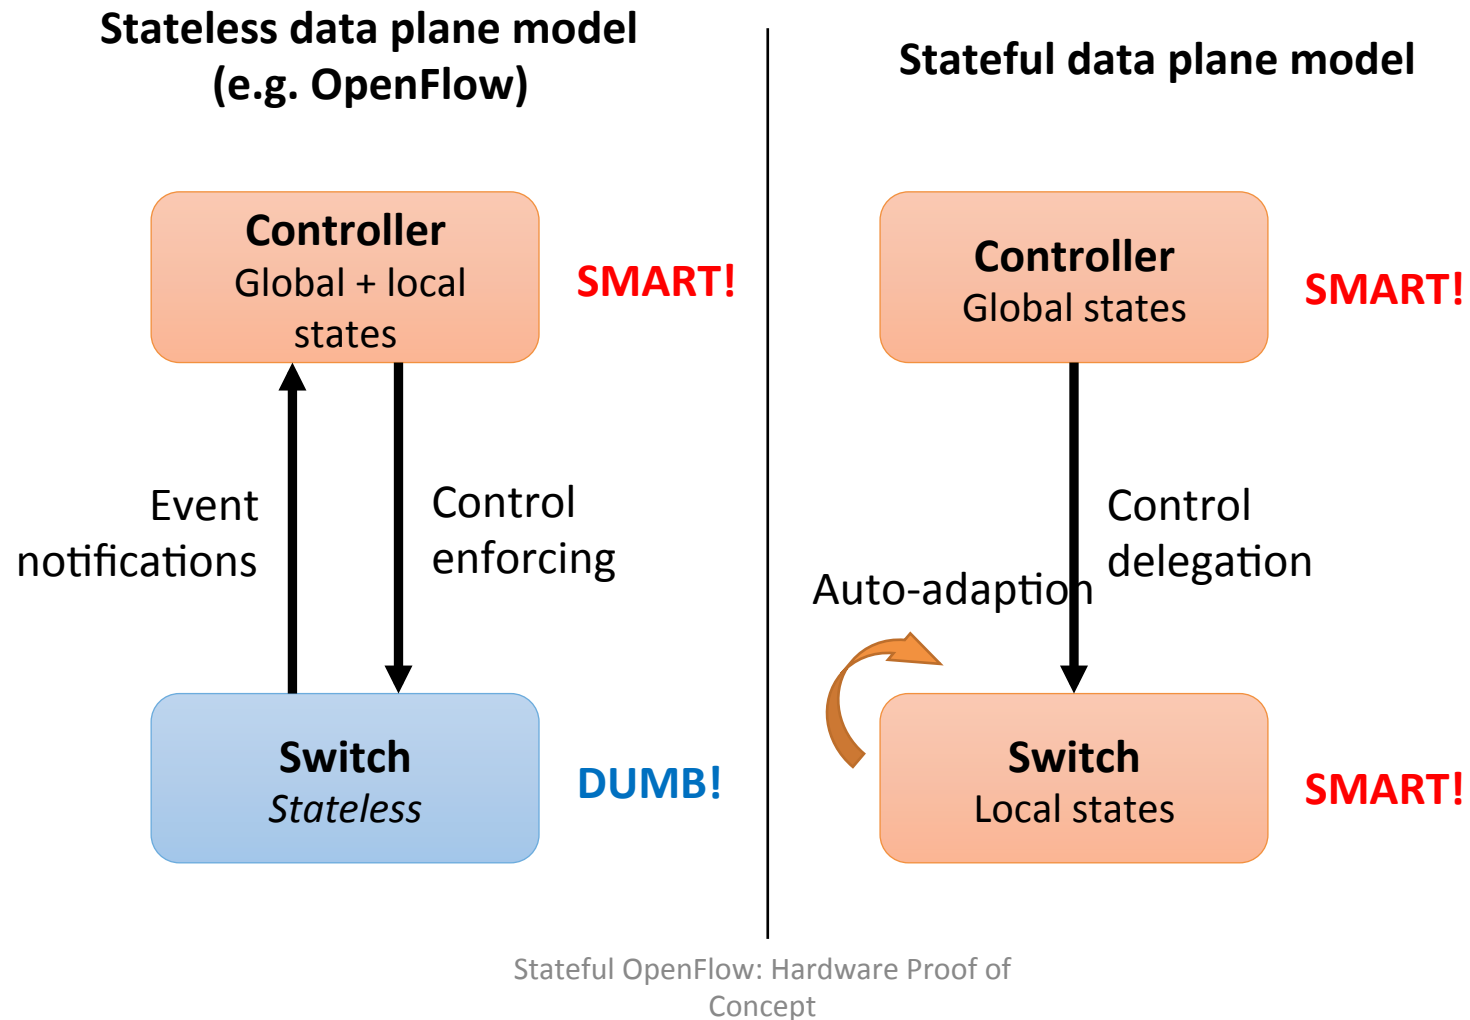 Stateless data plane model
(e.g. OpenFlow)
Controller
Global + local
states
SMART!
Event
notifications
Control
enforcing
Switch
Stateless
DUMB!
Stateful data plane model
Controller
Global states
SMART!
Control
delegation
Auto-adaption
Switch
Local states
SMART!
Stateful OpenFlow: Hardware Proof of
Concept